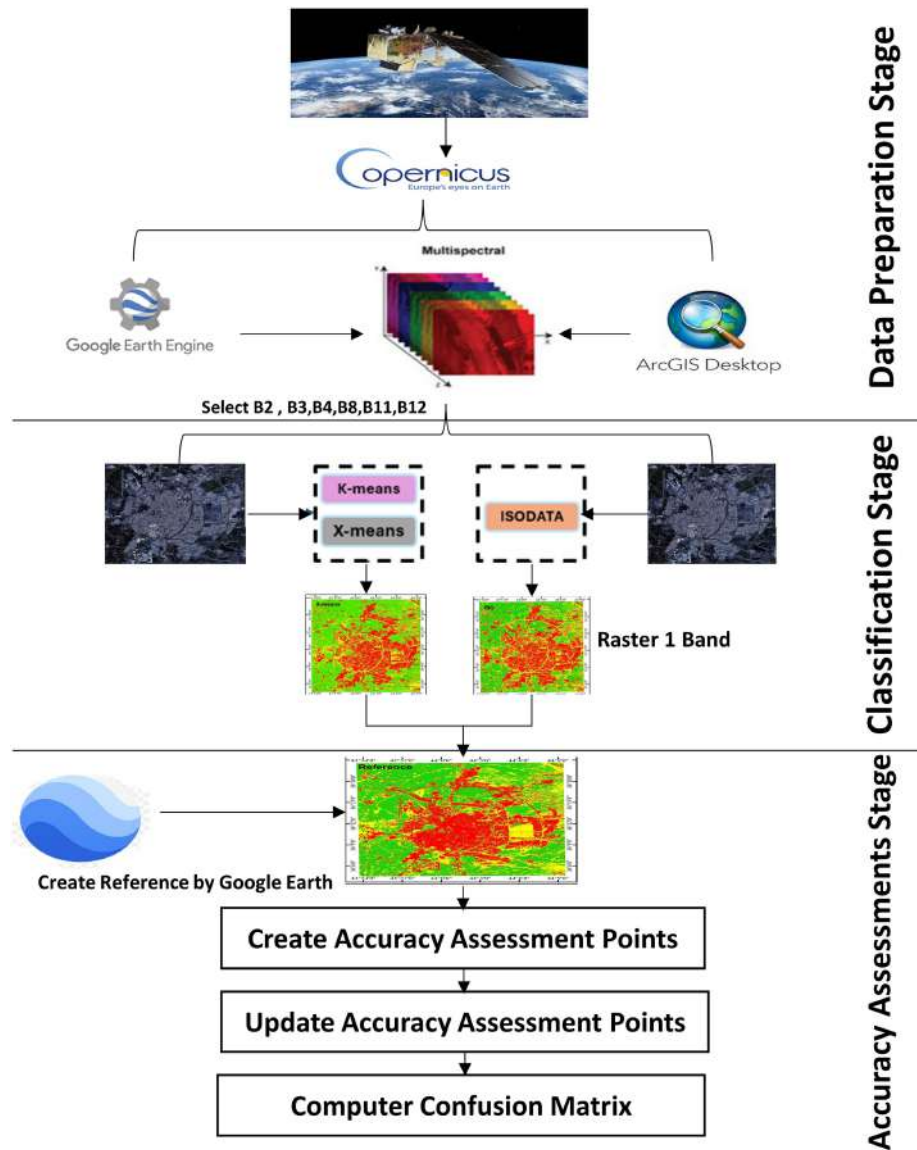 Data Preparation Stage
Copernicus
Europe's eyes on Earth
Multispectral
Google Earth Engine
X
Z
ArcGIS Desktop
Select B2 , B3,B4,B8,B11,B12
Classification Stage
K-means
X-means
ISODATA
Raster 1 Band
Accuracy Assessments Stage
Reference
Create Reference by Google Earth
Create Accuracy Assessment Points
Update Accuracy Assessment Points
Computer Confusion Matrix